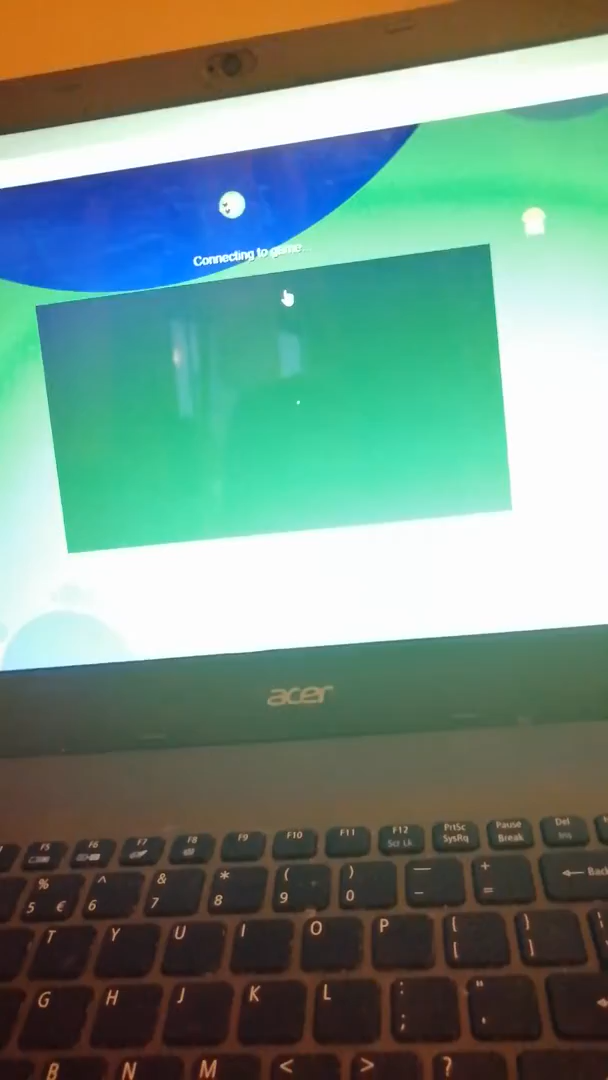 Connecting to game...
acer
F5 F6 F7 F8 F9 F10 F11 F12 PrtSc Pause Del
Scr Lk SysRq Break Ins
% ^ & * ( ) — +
5 € 6 7 8 9 0 - = Back
T Y U I O P { [ } ]
G H J K L : ; " '
B N M < > ?